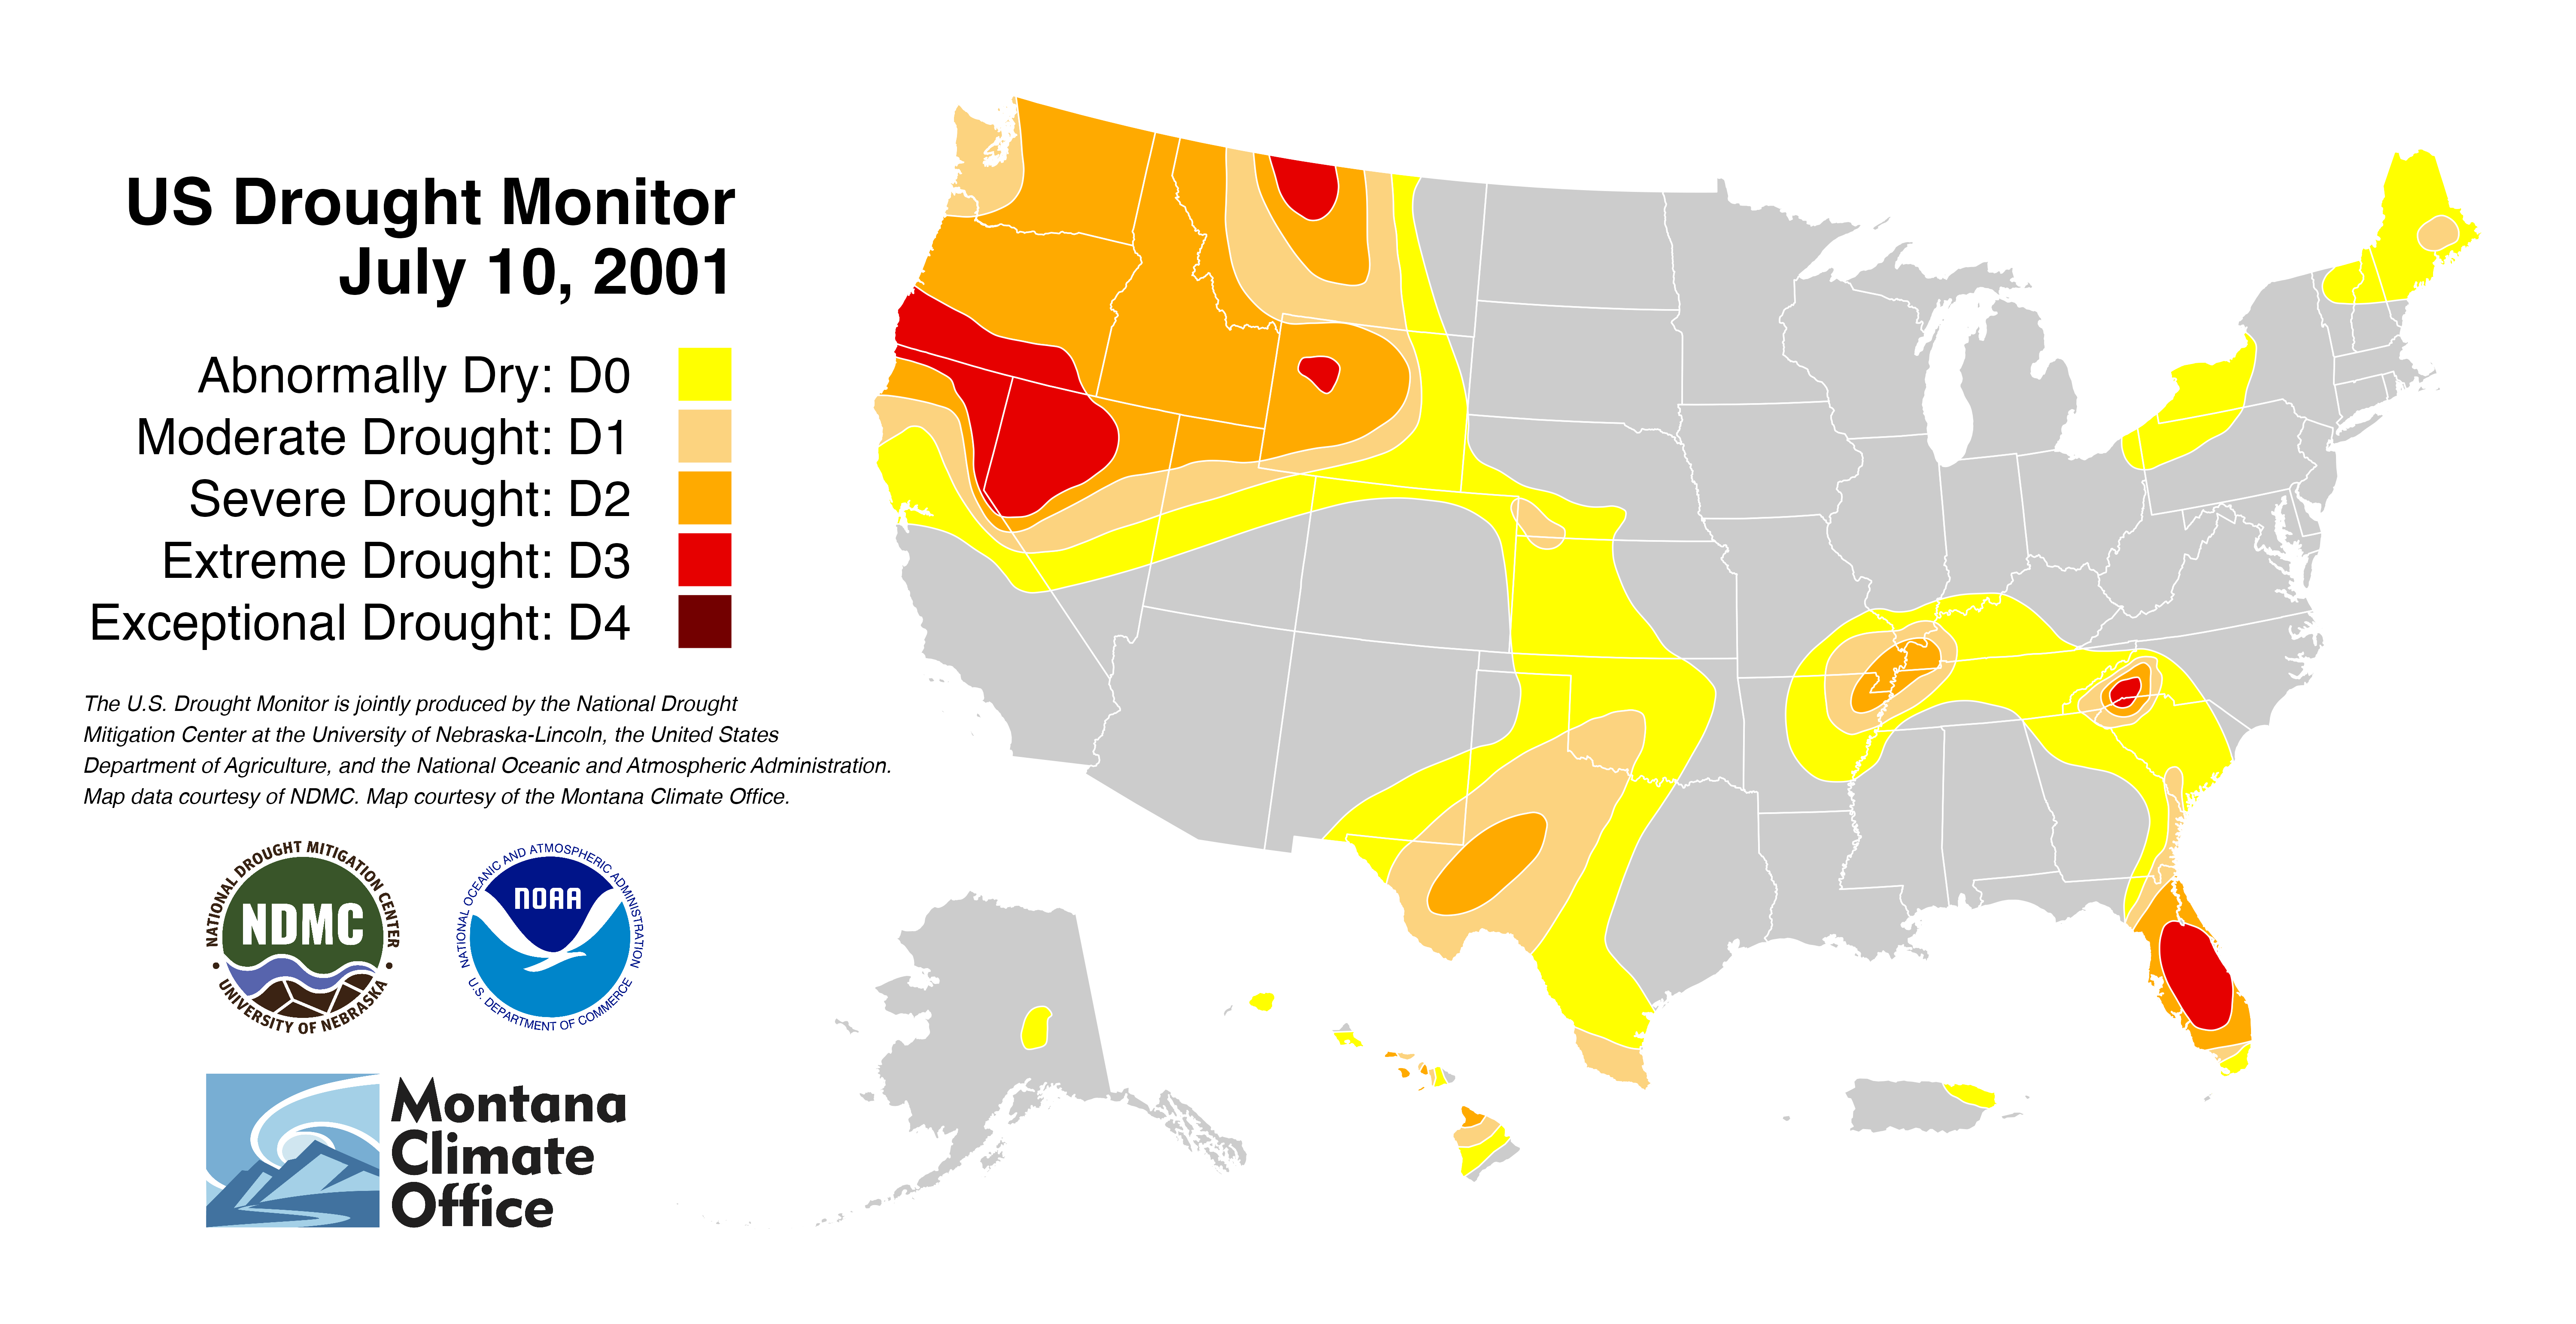 US Drought Monitor
July 10, 2001
Abnormally Dry: D0
Moderate Drought: D1
Severe Drought: D2
Extreme Drought: D3
Exceptional Drought: D4
The U.S. Drought Monitor is jointly produced by the National Drought
Mitigation Center at the University of Nebraska-Lincoln, the United States
Department of Agriculture, and the National Oceanic and Atmospheric Administration.
Map data courtesy of NDMC. Map courtesy of the Montana Climate Office.
NATIONAL DROUGHT MITIGATION CENTER
NDMC
• UNIVERSITY OF NEBRASKA •
NATIONAL OCEANIC AND ATMOSPHERIC ADMINISTRATION
NOAA
U.S. DEPARTMENT OF COMMERCE
Montana
Climate
Office